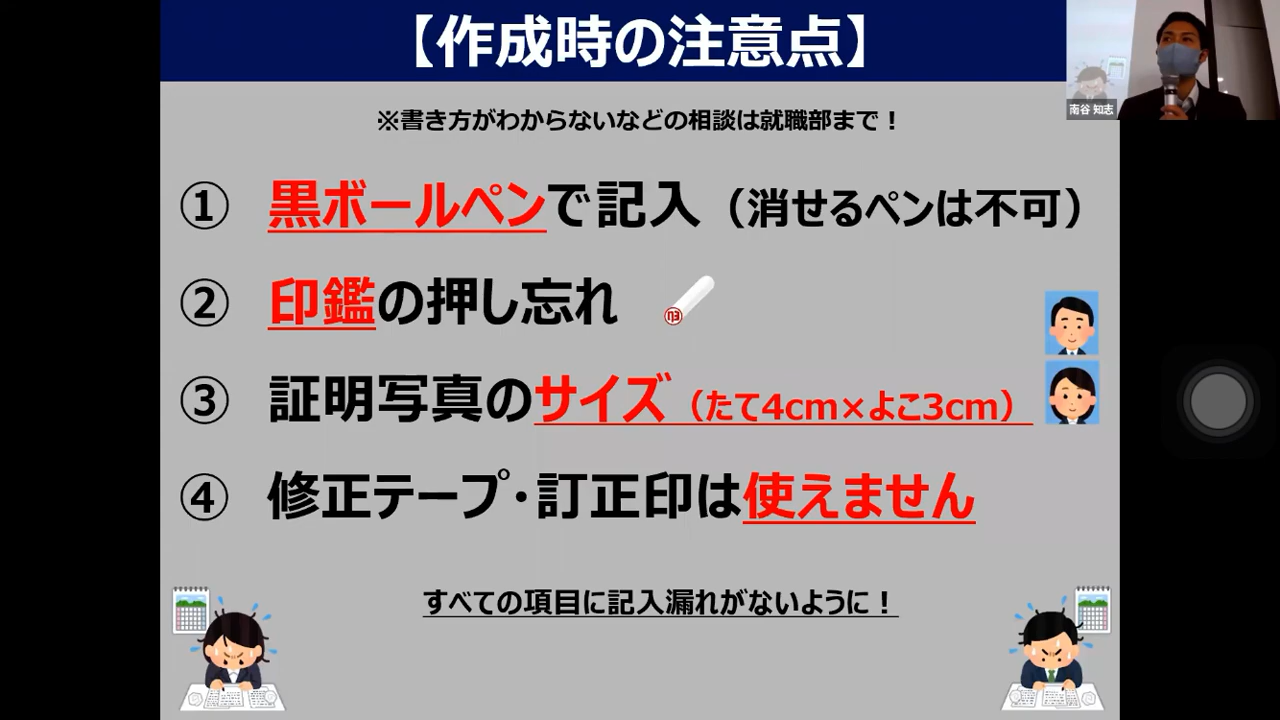 【作成時の注意点】
南谷 知志
※書き方がわからないなどの相談は就職部まで！
① 黒ボールペンで記入（消せるペンは不可）
② 印鑑の押し忘れ
印
③ 証明写真のサイズ（たて4cm×よこ3cm）
④ 修正テープ・訂正印は使えません
すべての項目に記入漏れがないように！